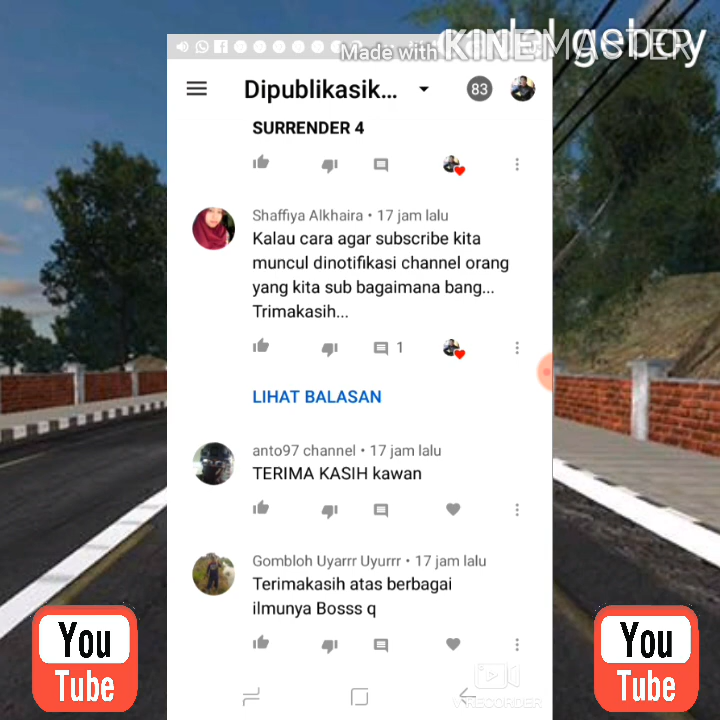 Made with KINEMASTER
geboy
Dipublikasik...
83
SURRENDER 4
Shaffiya Alkhaira • 17 jam lalu
Kalau cara agar subscribe kita
muncul dinotifikasi channel orang
yang kita sub bagaimana bang...
Trimakasih...
1
LIHAT BALASAN
anto97 channel • 17 jam lalu
TERIMA KASIH kawan
Gombloh Uyarrr Uyurrr • 17 jam lalu
Terimakasih atas berbagai
ilmunya Bosss q
You
Tube
You
Tube
V RECORDER